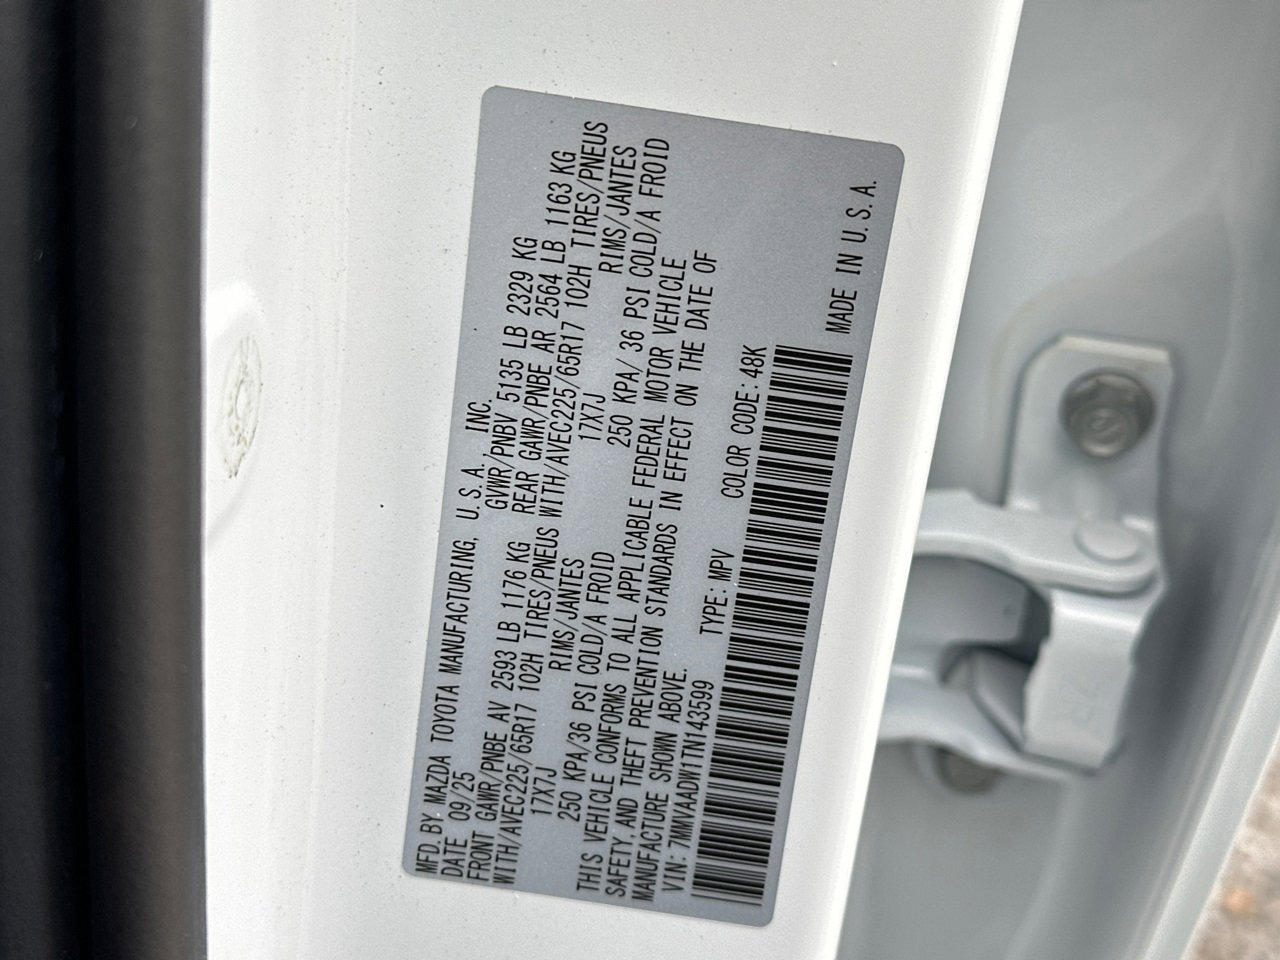 MFD. BY MAZDA TOYOTA MANUFACTURING, U.S.A. INC.
DATE 09/25 GVWR/PNBV 5135 LB 2329 KG
FRONT GAWR/PNBE AV 2593 LB 1176 KG REAR GAWR/PNBE AR 2564 LB 1163 KG
WITH/AVEC225/65R17 102H TIRES/PNEUS WITH/AVEC225/65R17 102H TIRES/PNEUS
17X7J RIMS/JANTES 17X7J RIMS/JANTES
250 KPA/36 PSI COLD/A FROID 250 KPA/ 36 PSI COLD/A FROID
THIS VEHICLE CONFORMS TO ALL APPLICABLE FEDERAL MOTOR VEHICLE
SAFETY, AND THEFT PREVENTION STANDARDS IN EFFECT ON THE DATE OF
MANUFACTURE SHOWN ABOVE.
VIN: 7MMVAADW1TN143599 TYPE: MPV COLOR CODE: 48K
MADE IN U.S.A.